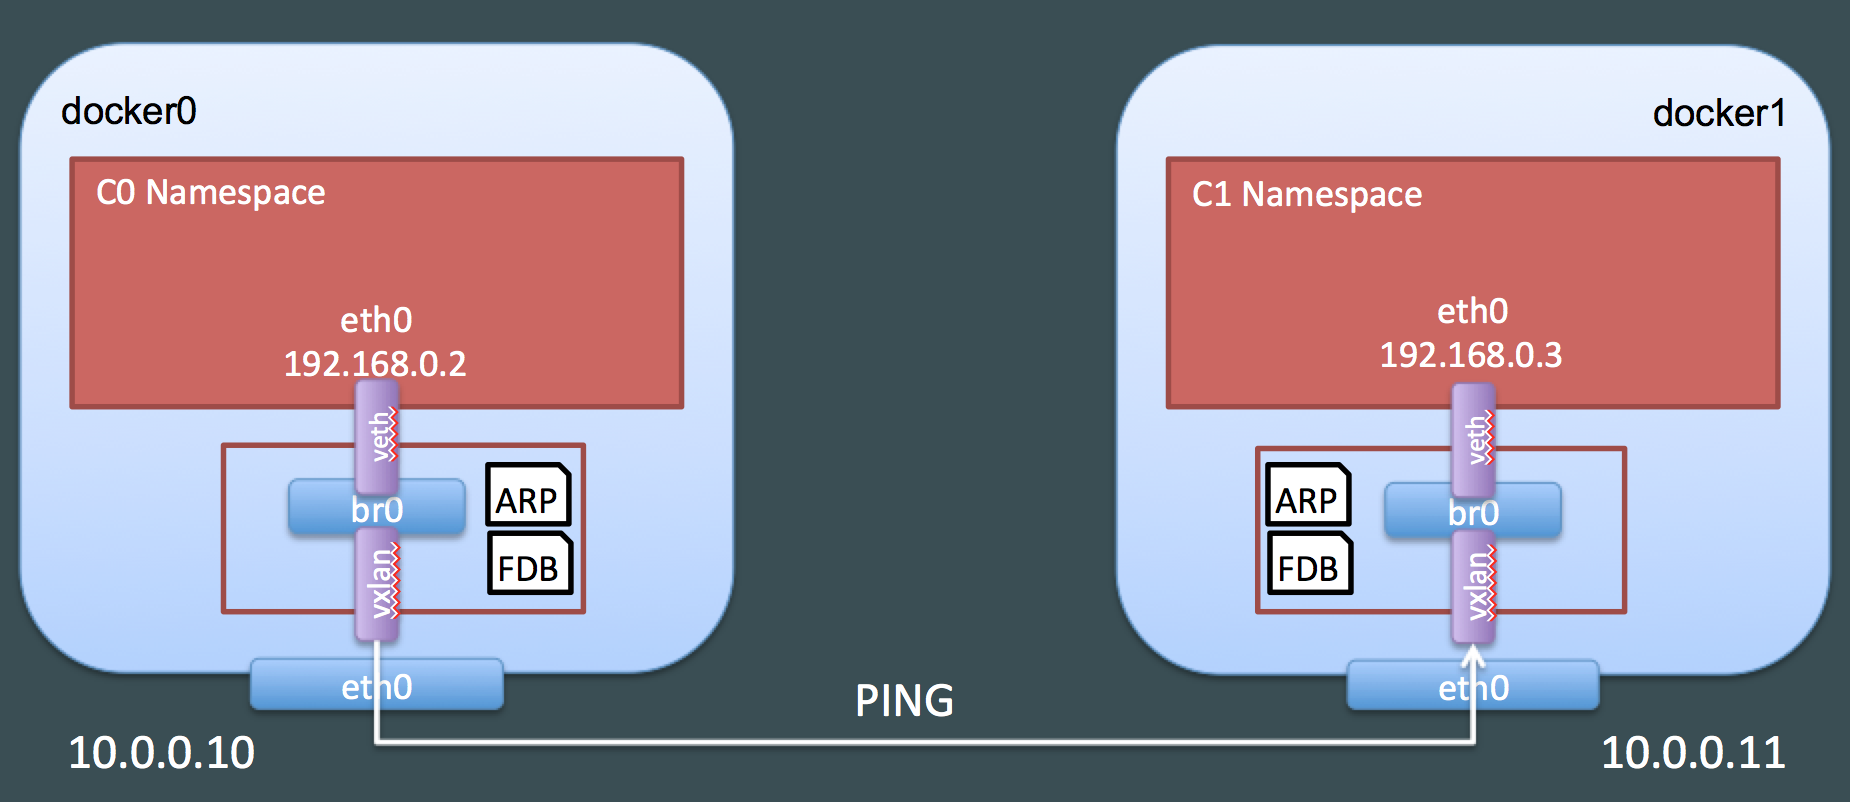 docker0
C0 Namespace
eth0
192.168.0.2
veth
br0
ARP
FDB
vxlan
eth0
10.0.0.10
PING
docker1
C1 Namespace
eth0
192.168.0.3
veth
ARP
br0
FDB
vxlan
eth0
10.0.0.11